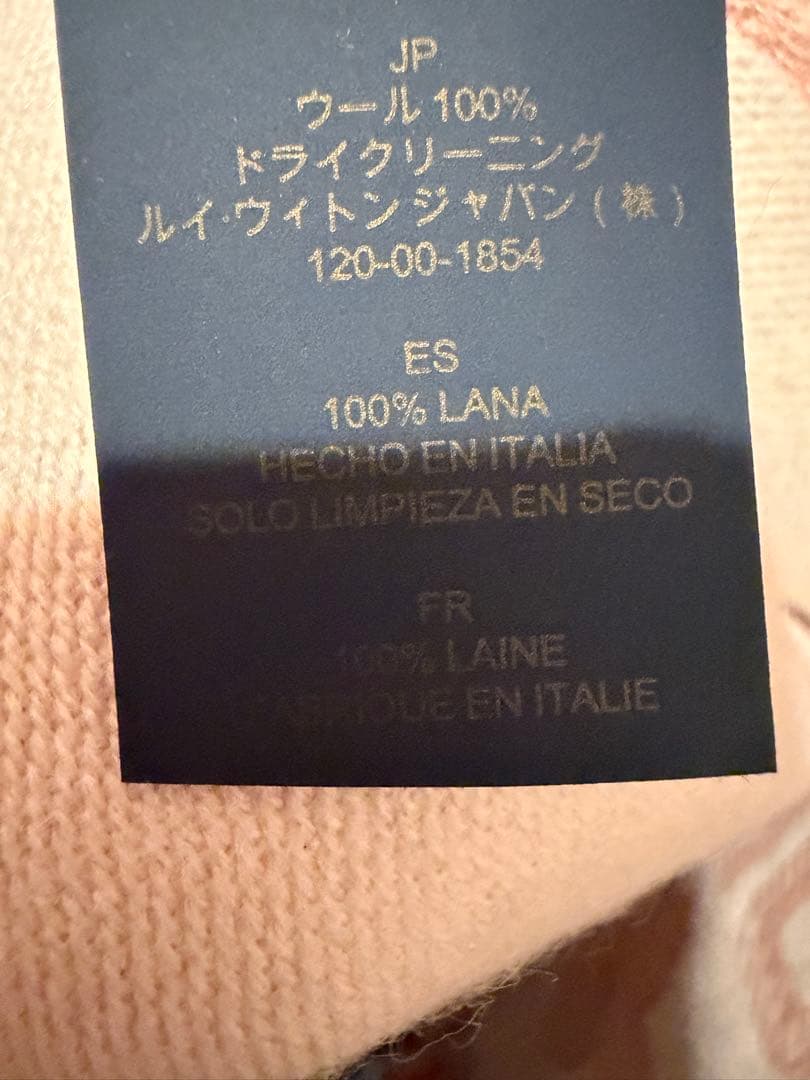 JP
ウール 100%
ドライクリーニング
ルイ・ウィトンジャパン ( 株 )
120-00-1854
ES
100% LANA
HECHO EN ITALIA
SOLO LIMPIEZA EN SECO
FR
100% LAINE
FABRIQUE EN ITALIE